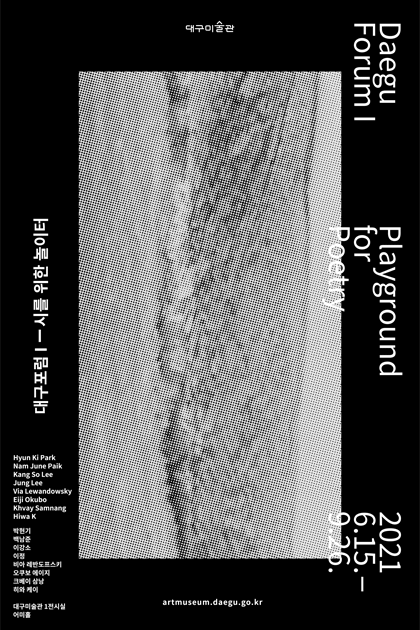 대구미술관
Daegu
Forum I
Playground
for
Poetry
2021
6.15.–
9.26.
대구포럼 I — 시를 위한 놀이터
Hyun Ki Park
Nam June Paik
Kang So Lee
Jung Lee
Via Lewandowsky
Eiji Okubo
Khvay Samnang
Hiwa K
박현기
백남준
이강소
이정
비아 레반도프스키
오쿠보 에이지
크베이 삼낭
히와 케이
대구미술관 1전시실
어미홀
artmuseum.daegu.go.kr